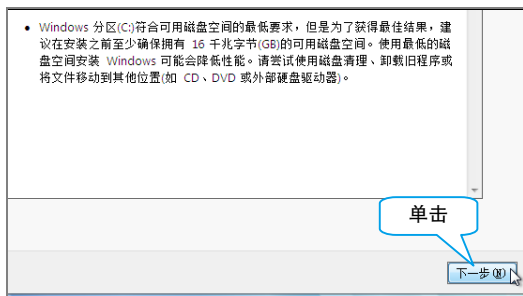 • Windows 分区(C:)符合可用磁盘空间的最低要求，但是为了获得最佳结果，建
议在安装之前至少确保拥有 16 千兆字节(GB)的可用磁盘空间。使用最低的磁
盘空间安装 Windows 可能会降低性能。请尝试使用磁盘清理、卸载旧程序或
将文件移动到其他位置(如 CD、DVD 或外部硬盘驱动器)。
单击
下一步(N)